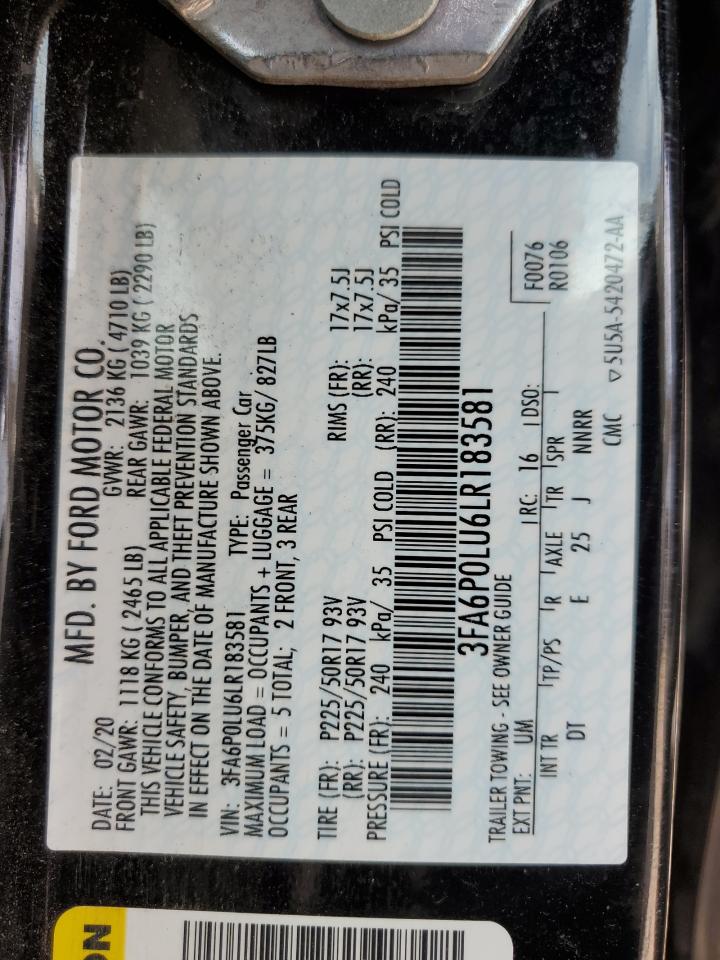 MFD. BY FORD MOTOR CO.
DATE: 02/20 GVWR: 2136 KG ( 4710 LB)
FRONT GAWR: 1118 KG ( 2465 LB) REAR GAWR: 1039 KG ( 2290 LB)
THIS VEHICLE CONFORMS TO ALL APPLICABLE FEDERAL MOTOR
VEHICLE SAFETY, BUMPER, AND THEFT PREVENTION STANDARDS
IN EFFECT ON THE DATE OF MANUFACTURE SHOWN ABOVE.
VIN: 3FA6P0LU6LR183581 TYPE: Passenger Car
MAXIMUM LOAD = OCCUPANTS + LUGGAGE = 375KG/ 827LB
OCCUPANTS = 5 TOTAL; 2 FRONT, 3 REAR
TIRE (FR): P225/50R17 93V RIMS (FR): 17x7.5J
(RR): P225/50R17 93V (RR): 17x7.5J
PRESSURE (FR): 240 kPa/ 35 PSI COLD (RR): 240 kPa/ 35 PSI COLD
3FA6P0LU6LR183581
TRAILER TOWING - SEE OWNER GUIDE
F0076
EXT PNT: UM RC: 16 DSO: R0106
INT TR TP/PS R AXLE TR SPR
DT E 25 J NNRR
CMC ▽ 5U5A-5420472-AA
ON